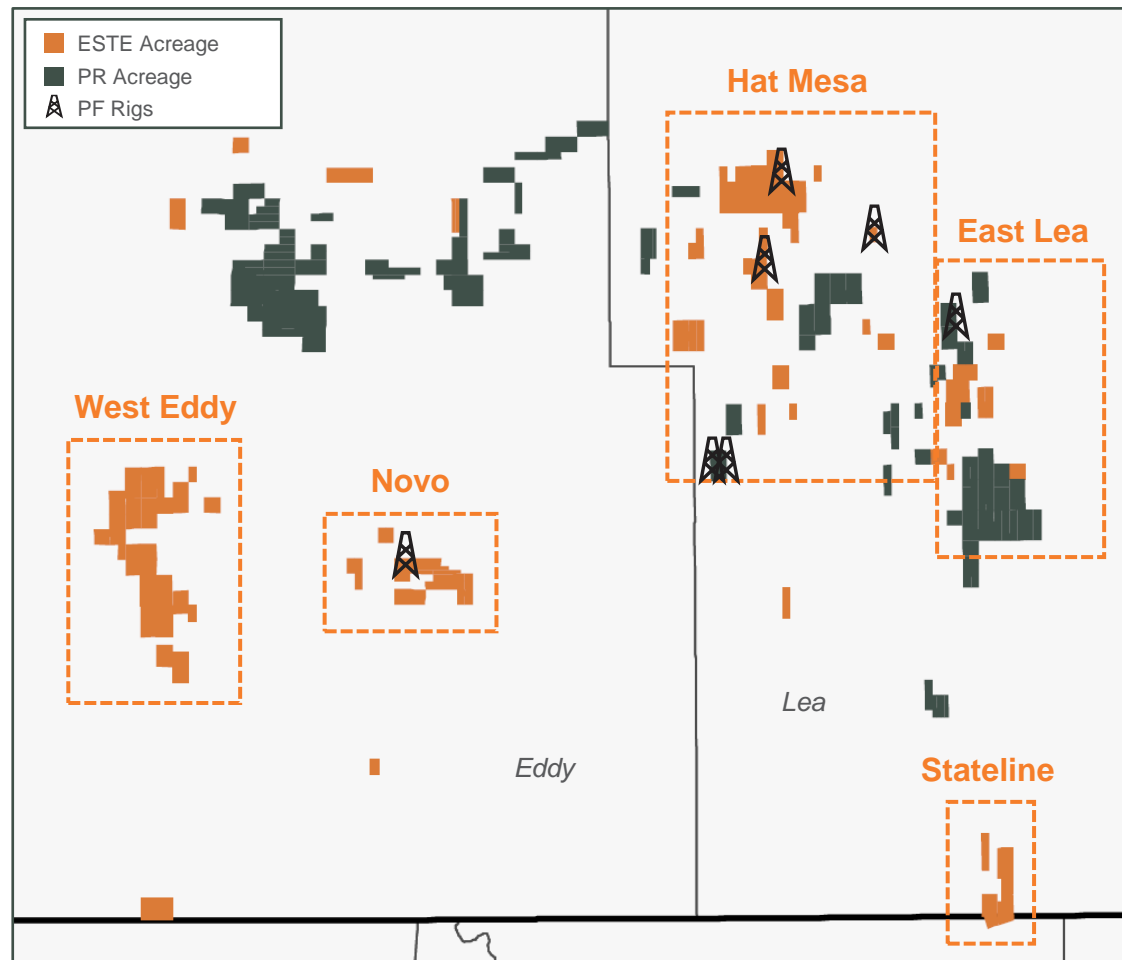 ESTE Acreage
PR Acreage
PF Rigs
Hat Mesa
East Lea
West Eddy
Novo
Lea
Eddy
Stateline